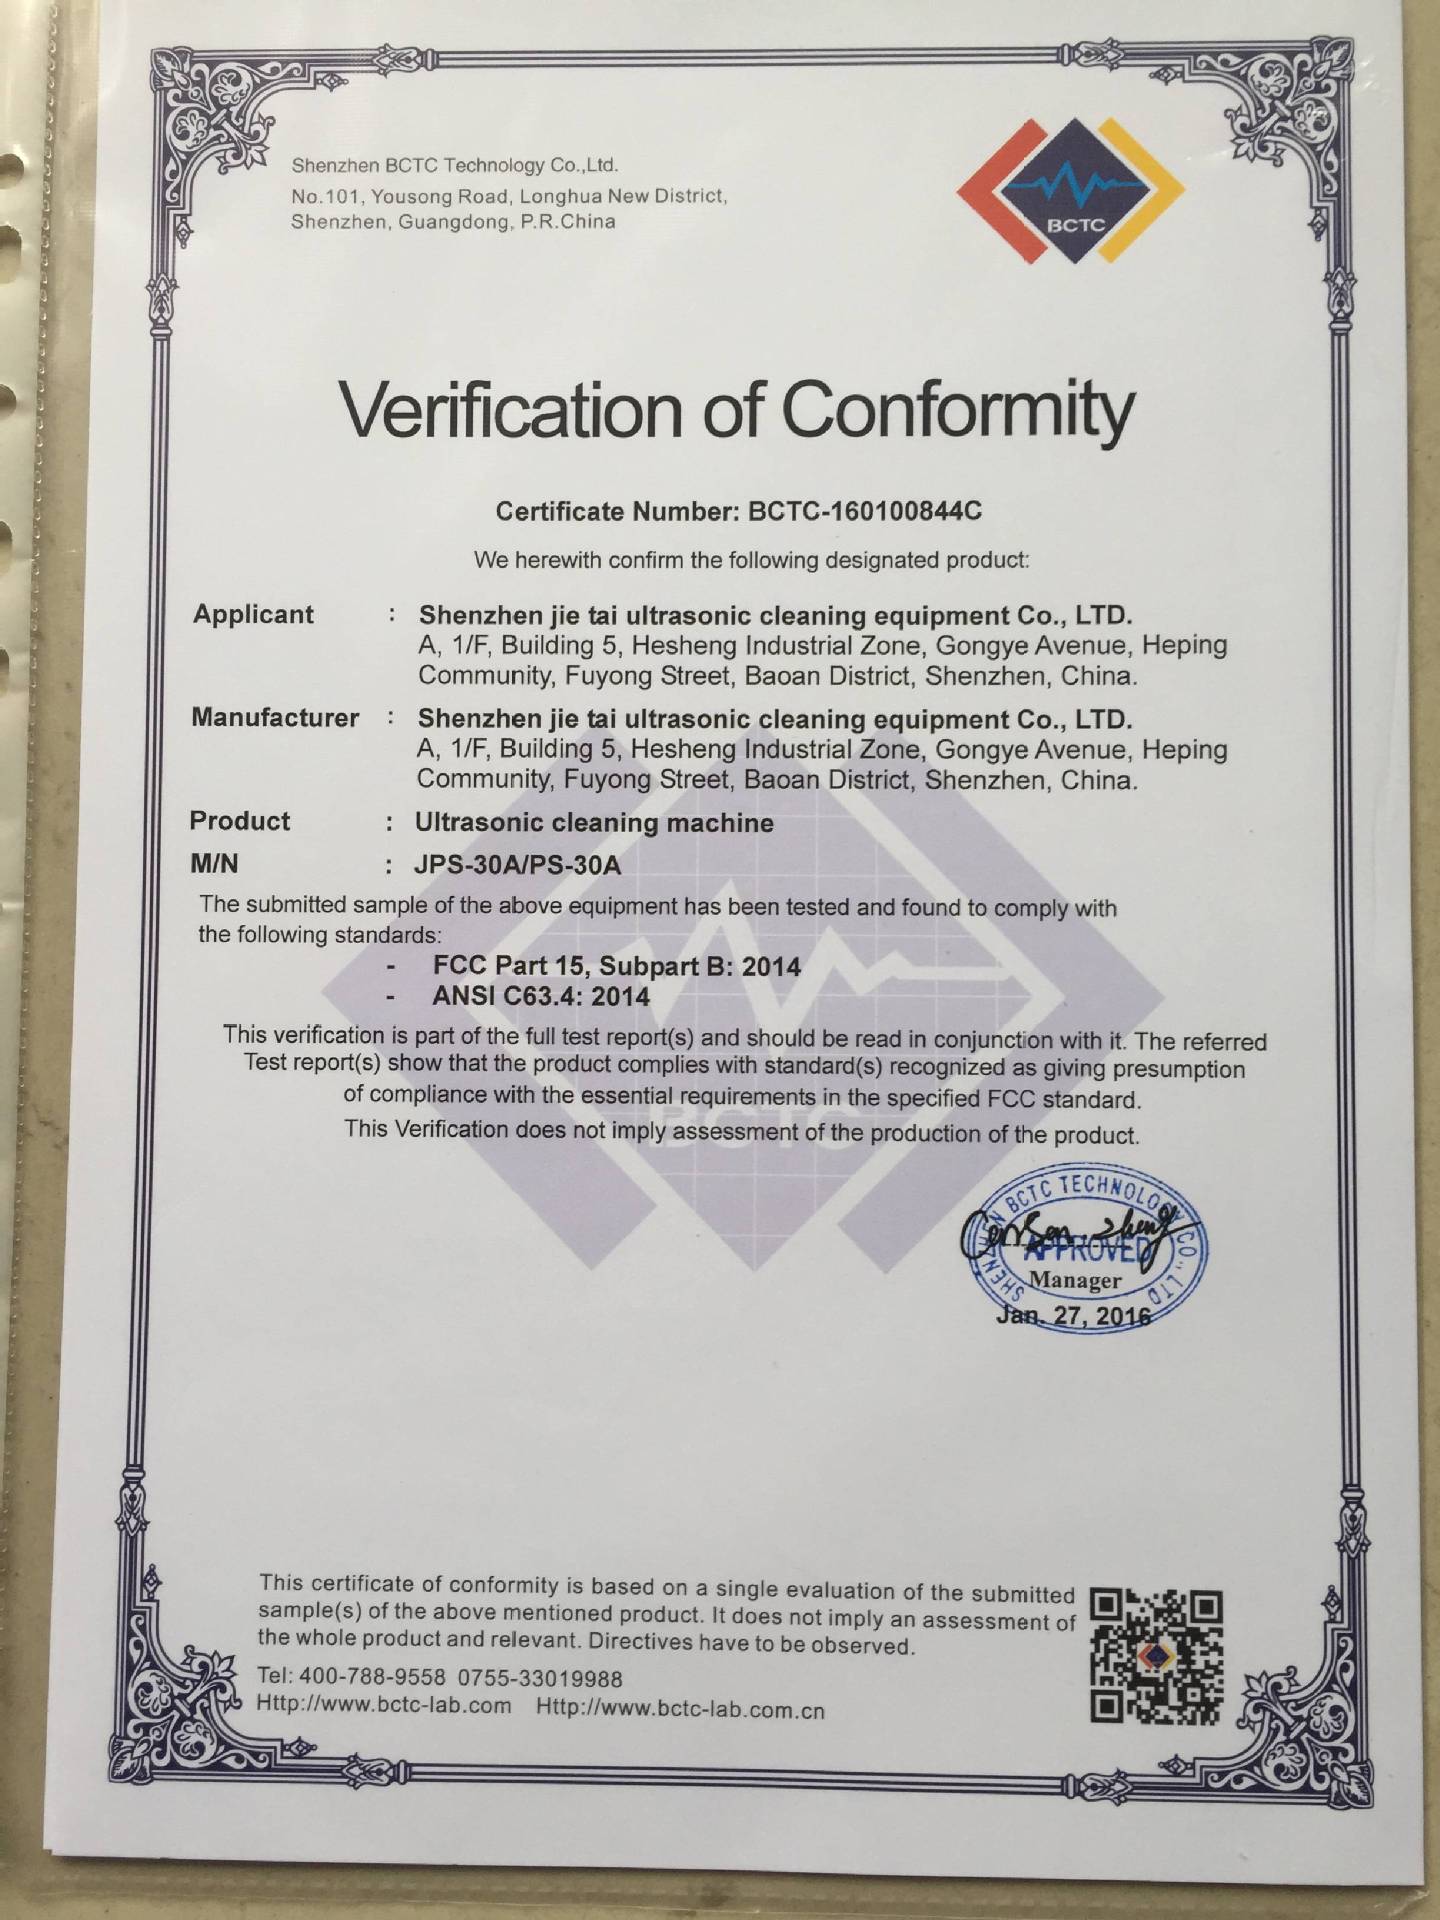 Shenzhen BCTC Technology Co.,Ltd.
No.101, Yousong Road, Longhua New District,
Shenzhen, Guangdong, P.R.China
BCTC
Verification of Conformity
Certificate Number: BCTC-160100844C
We herewith confirm the following designated product:
Applicant : Shenzhen jie tai ultrasonic cleaning equipment Co., LTD.
A, 1/F, Building 5, Hesheng Industrial Zone, Gongye Avenue, Heping
Community, Fuyong Street, Baoan District, Shenzhen, China.
Manufacturer : Shenzhen jie tai ultrasonic cleaning equipment Co., LTD.
A, 1/F, Building 5, Hesheng Industrial Zone, Gongye Avenue, Heping
Community, Fuyong Street, Baoan District, Shenzhen, China.
Product : Ultrasonic cleaning machine
M/N : JPS-30A/PS-30A
The submitted sample of the above equipment has been tested and found to comply with
the following standards:
- FCC Part 15, Subpart B: 2014
- ANSI C63.4: 2014
This verification is part of the full test report(s) and should be read in conjunction with it. The referred
Test report(s) show that the product complies with standard(s) recognized as giving presumption
of compliance with the essential requirements in the specified FCC standard.
BCTC
This Verification does not imply assessment of the production of the product.
SHENZHEN BCTC TECHNOLOGY CO., LTD
APPROVED
Manager
Jan. 27, 2016
This certificate of conformity is based on a single evaluation of the submitted
sample(s) of the above mentioned product. It does not imply an assessment of
the whole product and relevant. Directives have to be observed.
Tel: 400-788-9558 0755-33019988
Http://www.bctc-lab.com Http://www.bctc-lab.com.cn